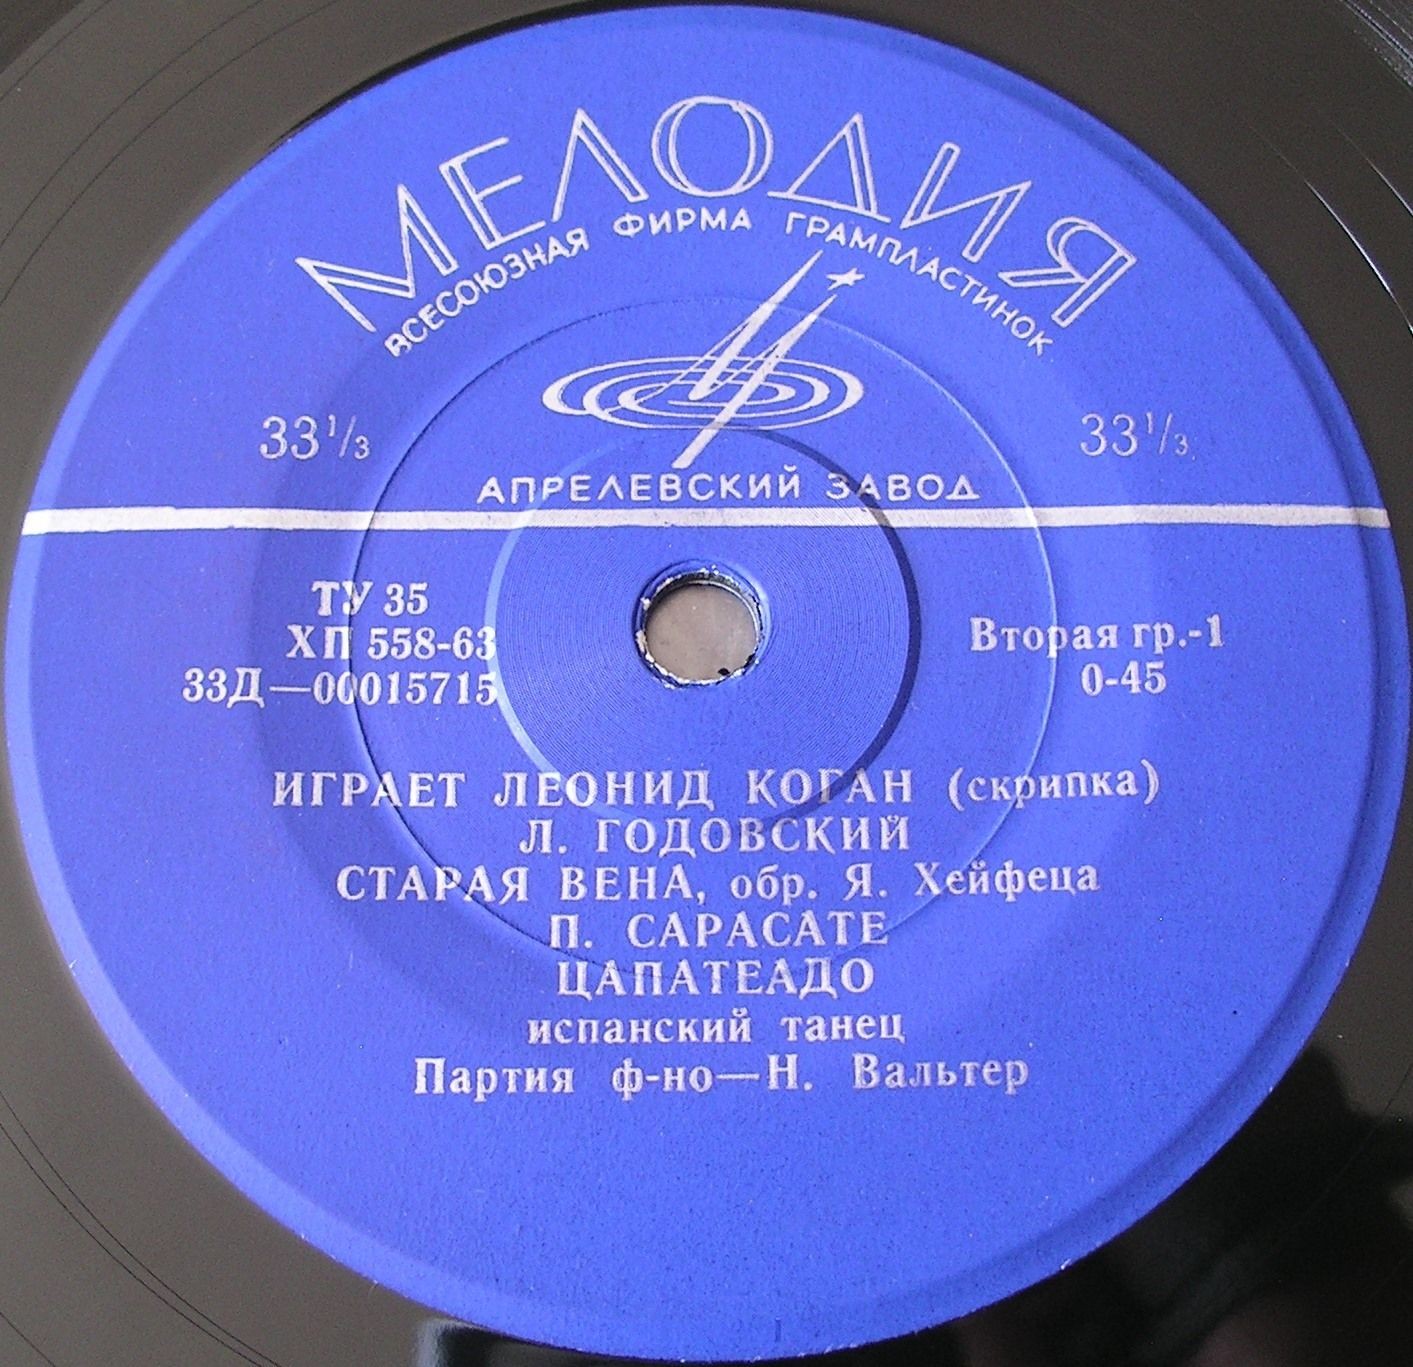 МЕЛОДИЯ
ВСЕСОЮЗНАЯ ФИРМА ГРАМПЛАСТИНОК
33⅓ 33⅓
АПРЕЛЕВСКИЙ ЗАВОД
ТУ 35
ХП 558-63 Вторая гр.-1
33Д—00015715 0-45
ИГРАЕТ ЛЕОНИД КОГАН (скрипка)
Л. ГОДОВСКИЙ
СТАРАЯ ВЕНА, обр. Я. Хейфеца
П. САРАСАТЕ
ЦАПАТЕАДО
испанский танец
Партия ф-но—Н. Вальтер